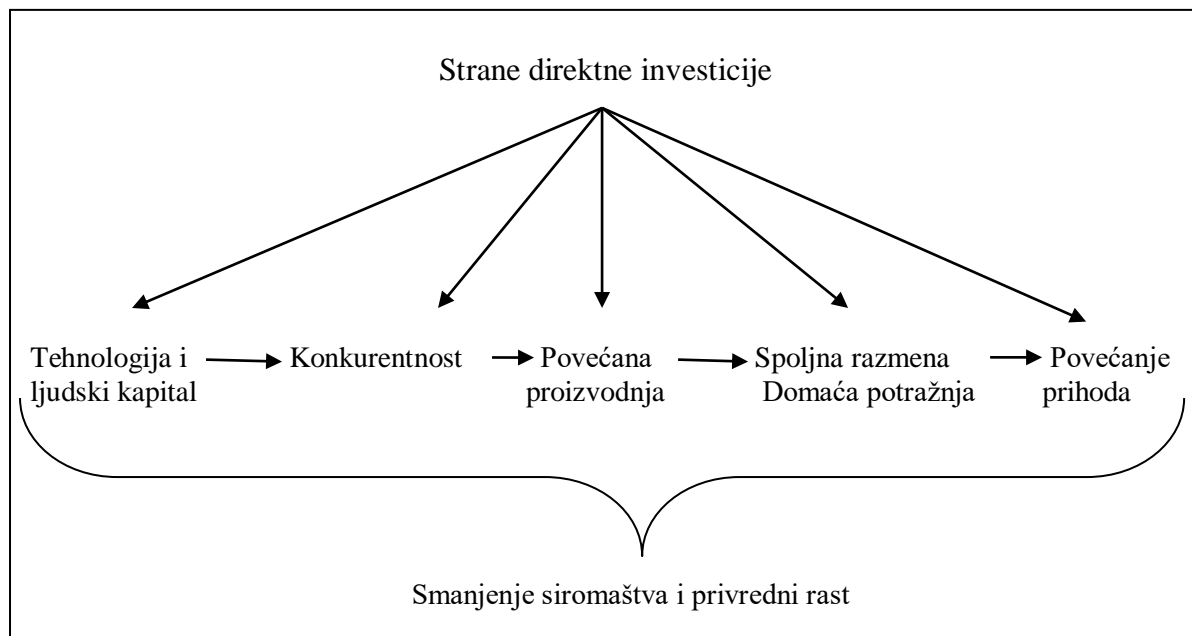 Strane direktne investicije
Tehnologija i
ljudski kapital
Konkurentnost
Povećana
proizvodnja
Spoljna razmena
Domaća potražnja
Povećanje
prihoda
Smanjenje siromaštva i privredni rast